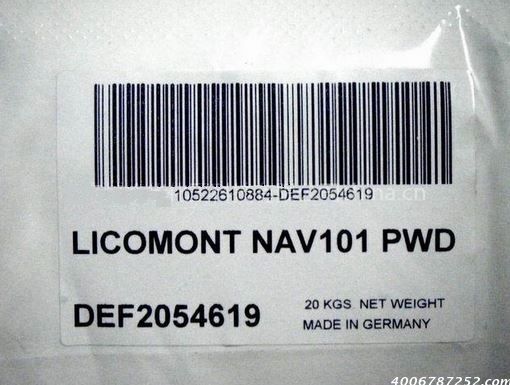 10522610884-DEF2054619
LICOMONT NAV101 PWD
DEF2054619
20 KGS. NET WEIGHT
MADE IN GERMANY
4006787252.com